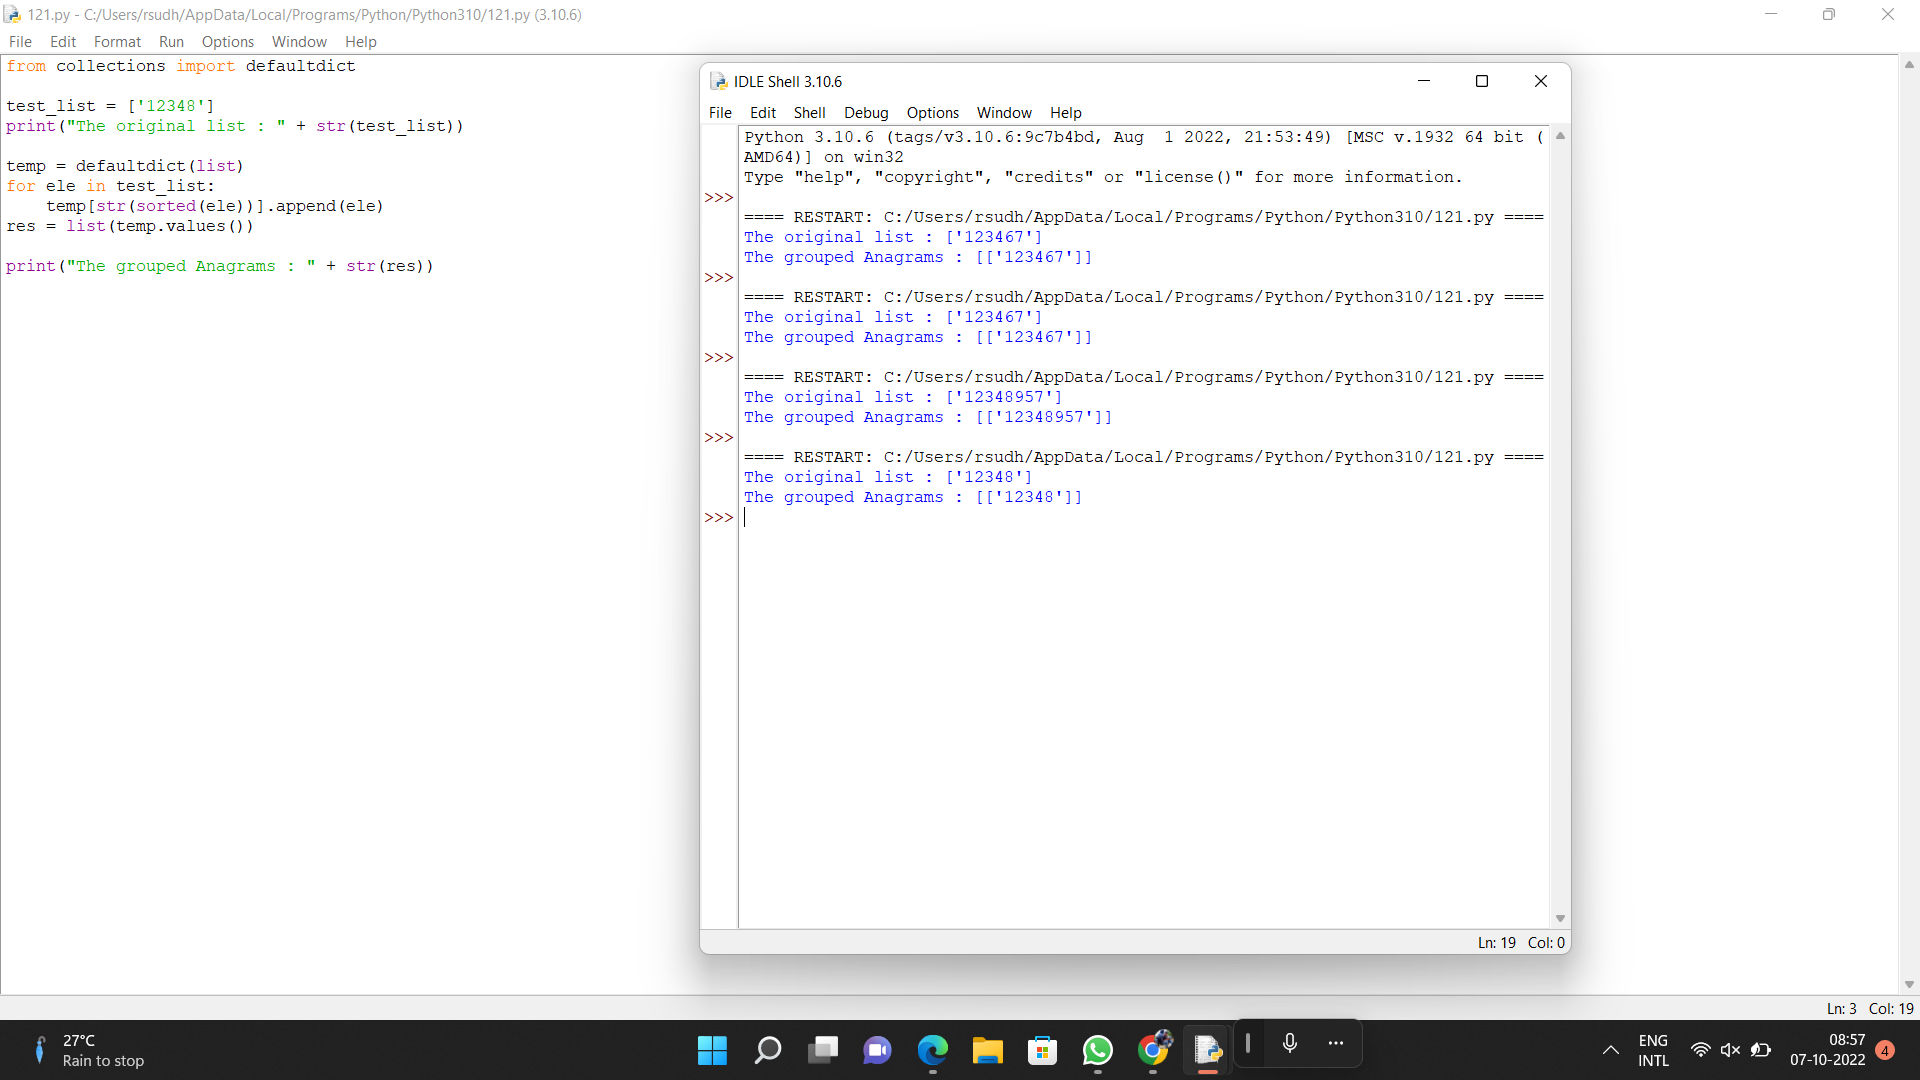 121.py - C:/Users/rsudh/AppData/Local/Programs/Python/Python310/121.py (3.10.6)
File Edit Format Run Options Window Help
from collections import defaultdict
test_list = ['12348']
print("The original list : " + str(test_list))
temp = defaultdict(list)
for ele in test_list:
    temp[str(sorted(ele))].append(ele)
res = list(temp.values())
print("The grouped Anagrams : " + str(res))
IDLE Shell 3.10.6
File Edit Shell Debug Options Window Help
Python 3.10.6 (tags/v3.10.6:9c7b4bd, Aug  1 2022, 21:53:49) [MSC v.1932 64 bit (
AMD64)] on win32
Type "help", "copyright", "credits" or "license()" for more information.
>>>
==== RESTART: C:/Users/rsudh/AppData/Local/Programs/Python/Python310/121.py ====
The original list : ['123467']
The grouped Anagrams : [['123467']]
>>>
==== RESTART: C:/Users/rsudh/AppData/Local/Programs/Python/Python310/121.py ====
The original list : ['123467']
The grouped Anagrams : [['123467']]
>>>
==== RESTART: C:/Users/rsudh/AppData/Local/Programs/Python/Python310/121.py ====
The original list : ['12348957']
The grouped Anagrams : [['12348957']]
>>>
==== RESTART: C:/Users/rsudh/AppData/Local/Programs/Python/Python310/121.py ====
The original list : ['12348']
The grouped Anagrams : [['12348']]
>>>
Ln: 19 Col: 0
Ln: 3 Col: 19
27°C
Rain to stop
ENG
INTL
08:57
07-10-2022
4